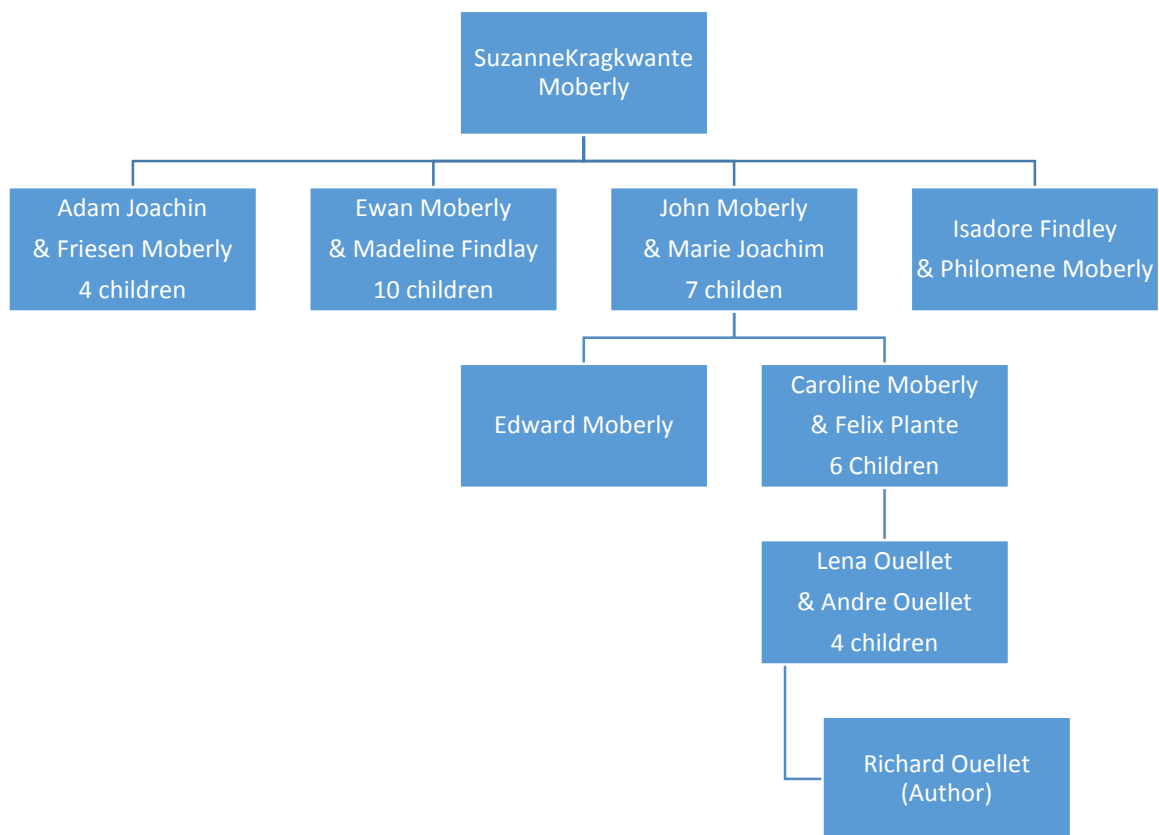 SuzanneKragkwante
Moberly
Adam Joachin
& Friesen Moberly
4 children
Ewan Moberly
& Madeline Findlay
10 children
John Moberly
& Marie Joachim
7 childen
Isadore Findley
& Philomene Moberly
Edward Moberly
Caroline Moberly
& Felix Plante
6 Children
Lena Ouellet
& Andre Ouellet
4 children
Richard Ouellet
(Author)